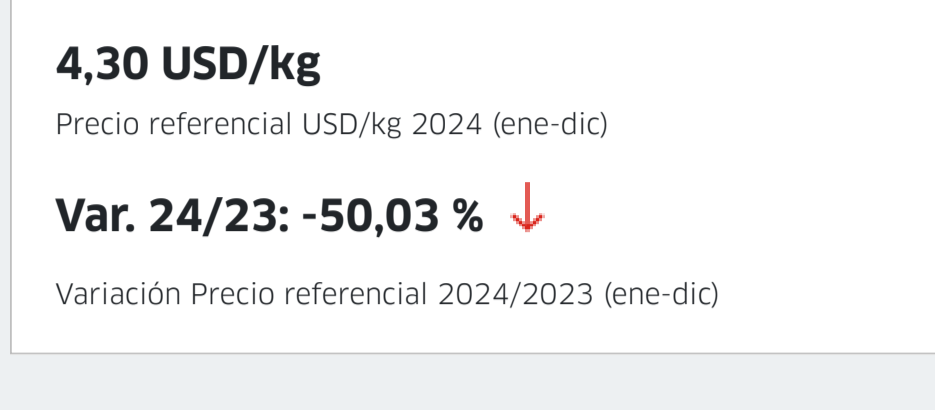 4,30 USD/kg
Precio referencial USD/kg 2024 (ene-dic)
Var. 24/23: -50,03 %
Variación Precio referencial 2024/2023 (ene-dic)